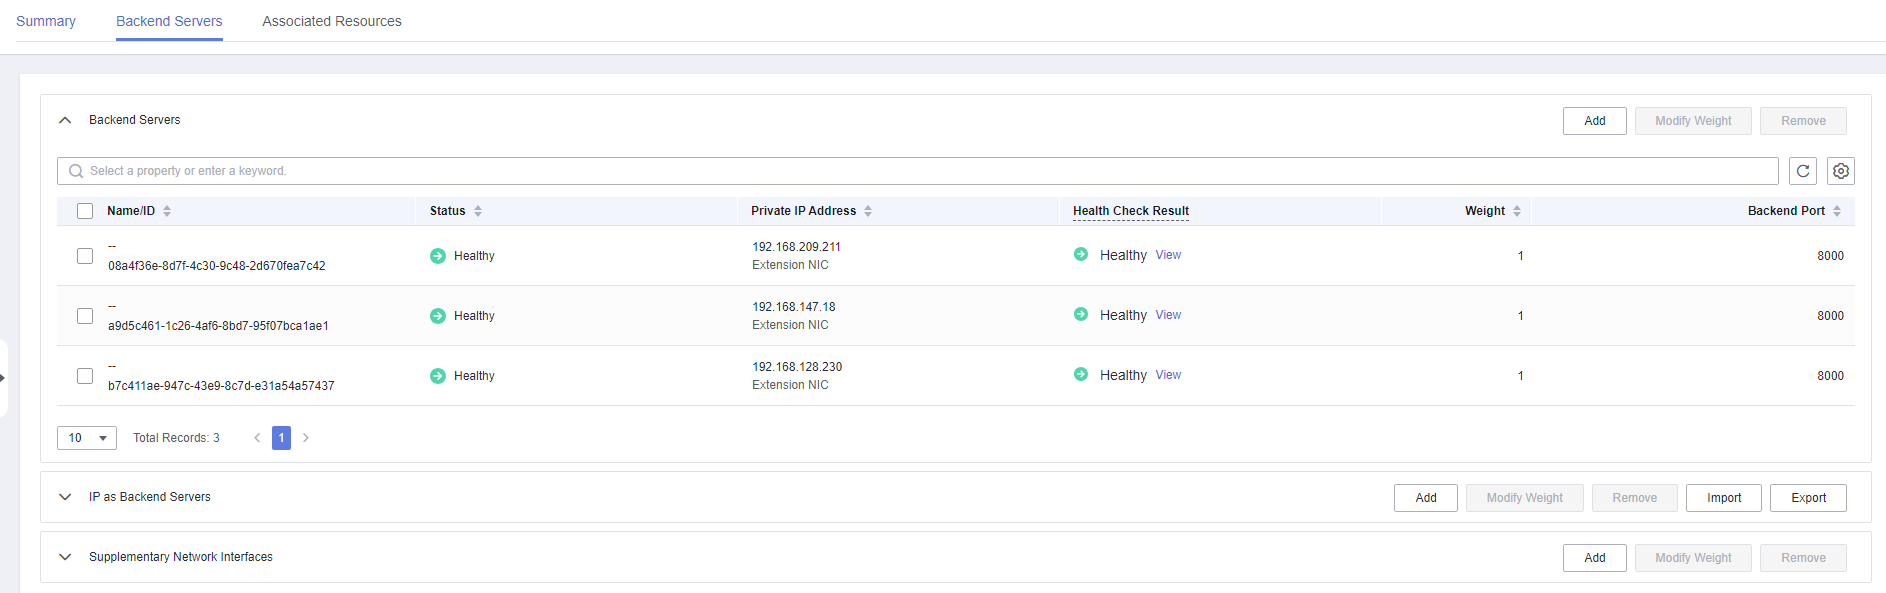 Summary Backend Servers Associated Resources
Backend Servers Add Modify Weight Remove
Select a property or enter a keyword.
Name/ID Status Private IP Address Health Check Result Weight Backend Port
--
08a4f36e-8d7f-4c30-9c48-2d670fea7c42 Healthy 192.168.209.211 Extension NIC Healthy View 1 8000
--
a9d5c461-1c26-4af6-8bd7-95f07bca1ae1 Healthy 192.168.147.18 Extension NIC Healthy View 1 8000
--
b7c411ae-947c-43e9-8c7d-e31a54a57437 Healthy 192.168.128.230 Extension NIC Healthy View 1 8000
10 Total Records: 3 < 1 >
IP as Backend Servers Add Modify Weight Remove Import Export
Supplementary Network Interfaces Add Modify Weight Remove